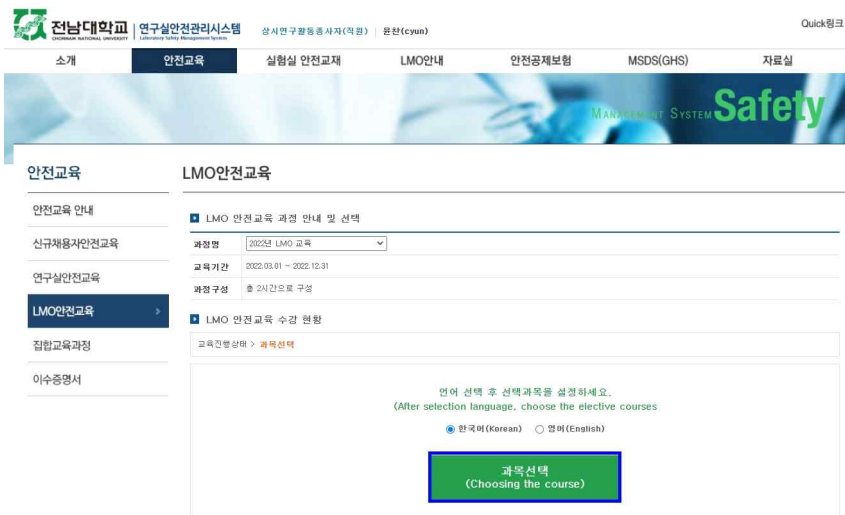 전남대학교 연구실안전관리시스템
CHONNAM NATIONAL UNIVERSITY Laboratory Safety Management System
상시연구활동종사자(직원) | 윤찬(cyun)
Quick링크
소개 안전교육 실험실 안전교재 LMO안내 안전공제보험 MSDS(GHS) 자료실
MANAGEMENT SYSTEM Safety
안전교육
안전교육 안내
신규채용자안전교육
연구실안전교육
LMO안전교육
집합교육과정
이수증명서
LMO안전교육
LMO 안전교육 과정 안내 및 선택
과정명 2022년 LMO 교육
교육기간 2022.03.01 ~ 2022.12.31
과정구성 총 2시간으로 구성
LMO 안전교육 수강 현황
교육진행상태 > 과목선택
언어 선택 후 선택과목을 설정하세요.
(After selection language, choose the elective courses
한국어(Korean) 영어(English)
과목선택
(Choosing the course)